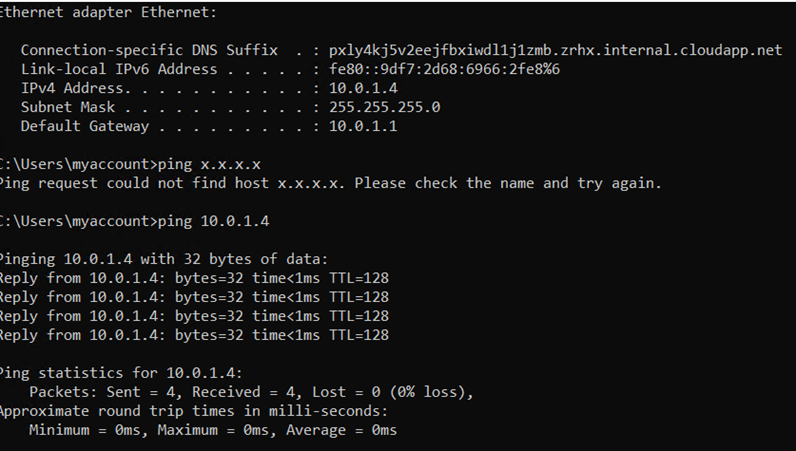 Ethernet adapter Ethernet:
Connection-specific DNS Suffix . : pxly4kj5v2eejfbxiwdl1j1zmb.zrhx.internal.cloudapp.net
Link-local IPv6 Address . . . . . : fe80::9df7:2d68:6966:2fe8%6
IPv4 Address. . . . . . . . . . . : 10.0.1.4
Subnet Mask . . . . . . . . . . . : 255.255.255.0
Default Gateway . . . . . . . . . : 10.0.1.1
C:\Users\myaccount>ping x.x.x.x
Ping request could not find host x.x.x.x. Please check the name and try again.
C:\Users\myaccount>ping 10.0.1.4
Pinging 10.0.1.4 with 32 bytes of data:
Reply from 10.0.1.4: bytes=32 time<1ms TTL=128
Reply from 10.0.1.4: bytes=32 time<1ms TTL=128
Reply from 10.0.1.4: bytes=32 time<1ms TTL=128
Reply from 10.0.1.4: bytes=32 time<1ms TTL=128
Ping statistics for 10.0.1.4:
Packets: Sent = 4, Received = 4, Lost = 0 (0% loss),
Approximate round trip times in milli-seconds:
Minimum = 0ms, Maximum = 0ms, Average = 0ms